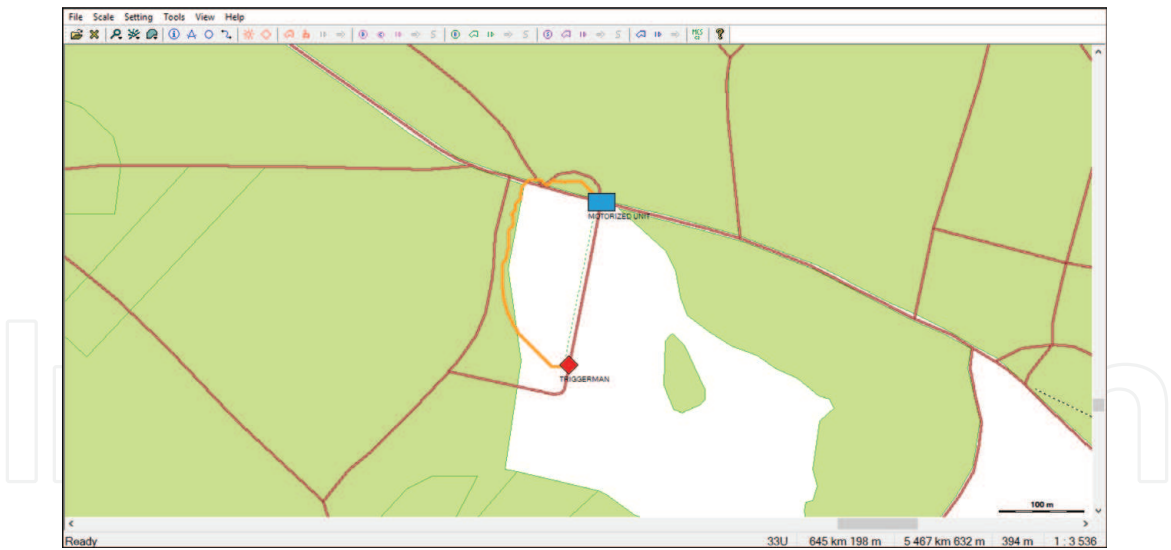 File Scale Setting Tools View Help
MOTORIZED UNIT
TRIGGERMAN
100 m
Ready 33U 645 km 198 m 5 467 km 632 m 394 m 1 : 3 536